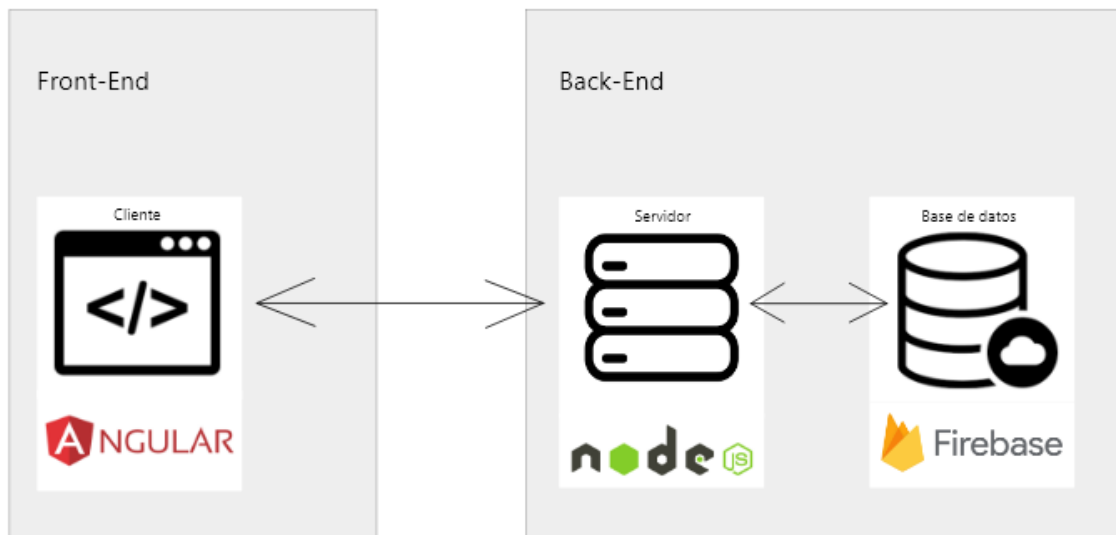 Front-End
Back-End
Cliente
Servidor
Base de datos
</>
ANGULAR
node
JS
Firebase